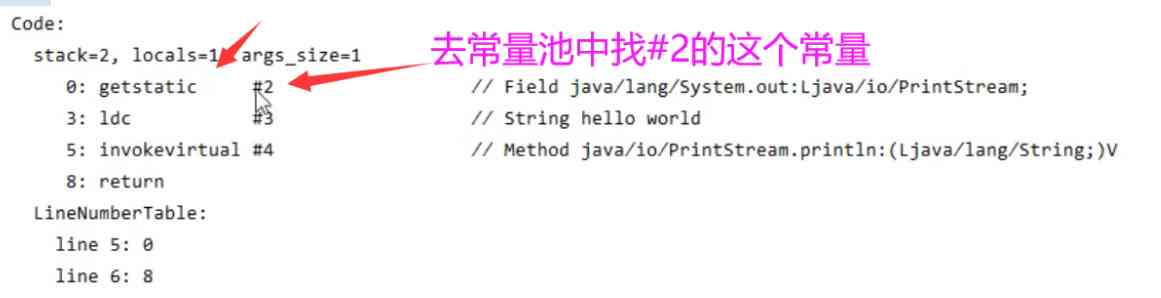 Code:
stack=2, locals=1, args_size=1
去常量池中找#2的这个常量
0: getstatic #2 // Field java/lang/System.out:Ljava/io/PrintStream;
3: ldc #3 // String hello world
5: invokevirtual #4 // Method java/io/PrintStream.println:(Ljava/lang/String;)V
8: return
LineNumberTable:
line 5: 0
line 6: 8